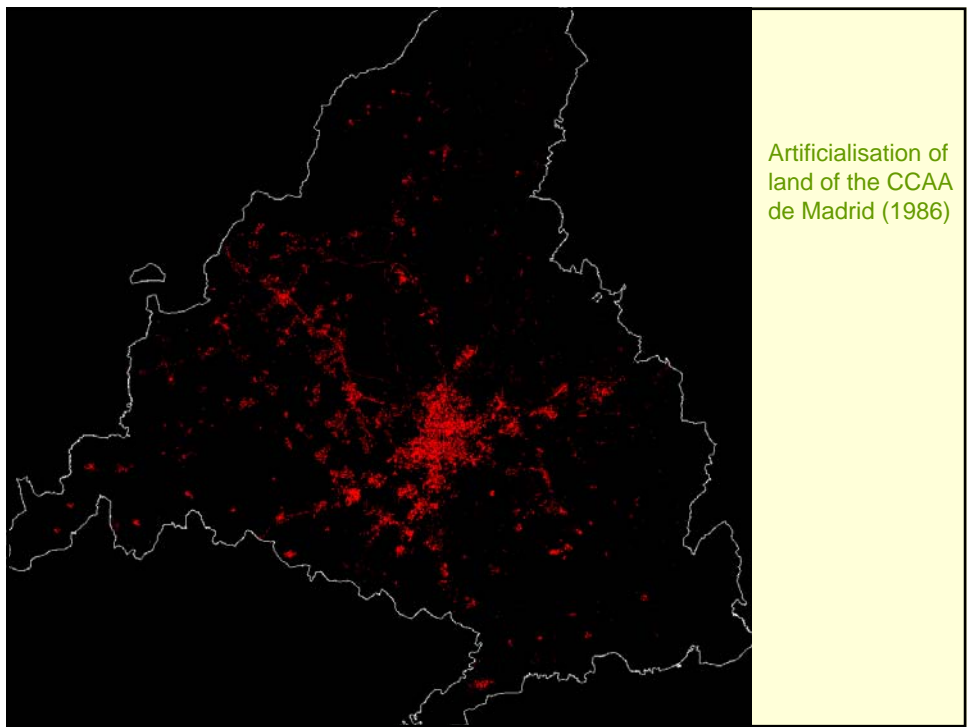 Artificialisation of
land of the CCAA
de Madrid (1986)